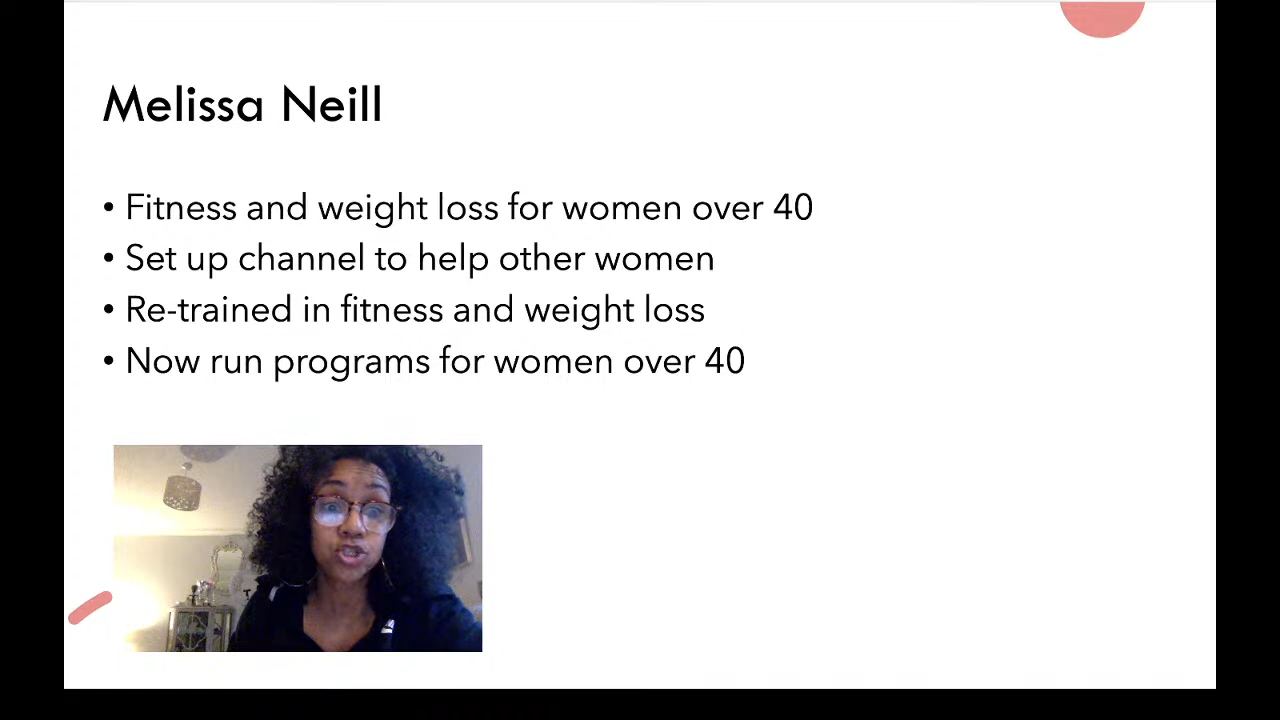 Melissa Neill
• Fitness and weight loss for women over 40
• Set up channel to help other women
• Re-trained in fitness and weight loss
• Now run programs for women over 40